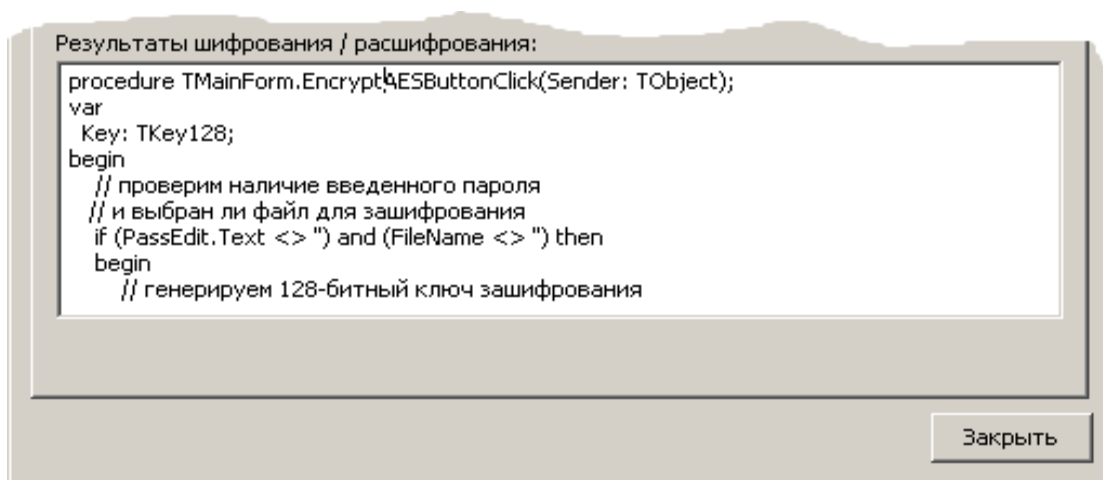 Результаты шифрования / расшифрования:
procedure TMainForm.EncryptAESButtonClick(Sender: TObject);
var
Key: TKey128;
begin
// проверим наличие введенного пароля
// и выбран ли файл для зашифрования
if (PassEdit.Text <> '') and (FileName <> '') then
begin
// генерируем 128-битный ключ зашифрования
Закрыть